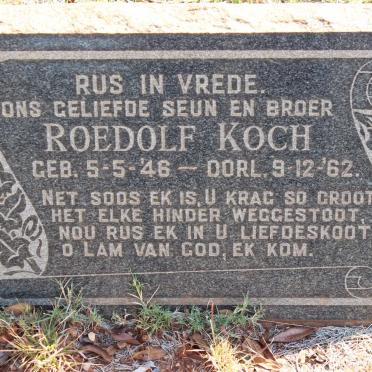 RUS IN VREDE.
ONS GELIEFDE SEUN EN BROER
ROEDOLF KOCH
GEB. 5-5-'46 – OORL. 9-12-'62.
NET SOOS EK IS, U KRAG SO GROOT
HET ELKE HINDER WEGGESTOOT,
NOU RUS EK IN U LIEFDESKOOT
O LAM VAN GOD, EK KOM.